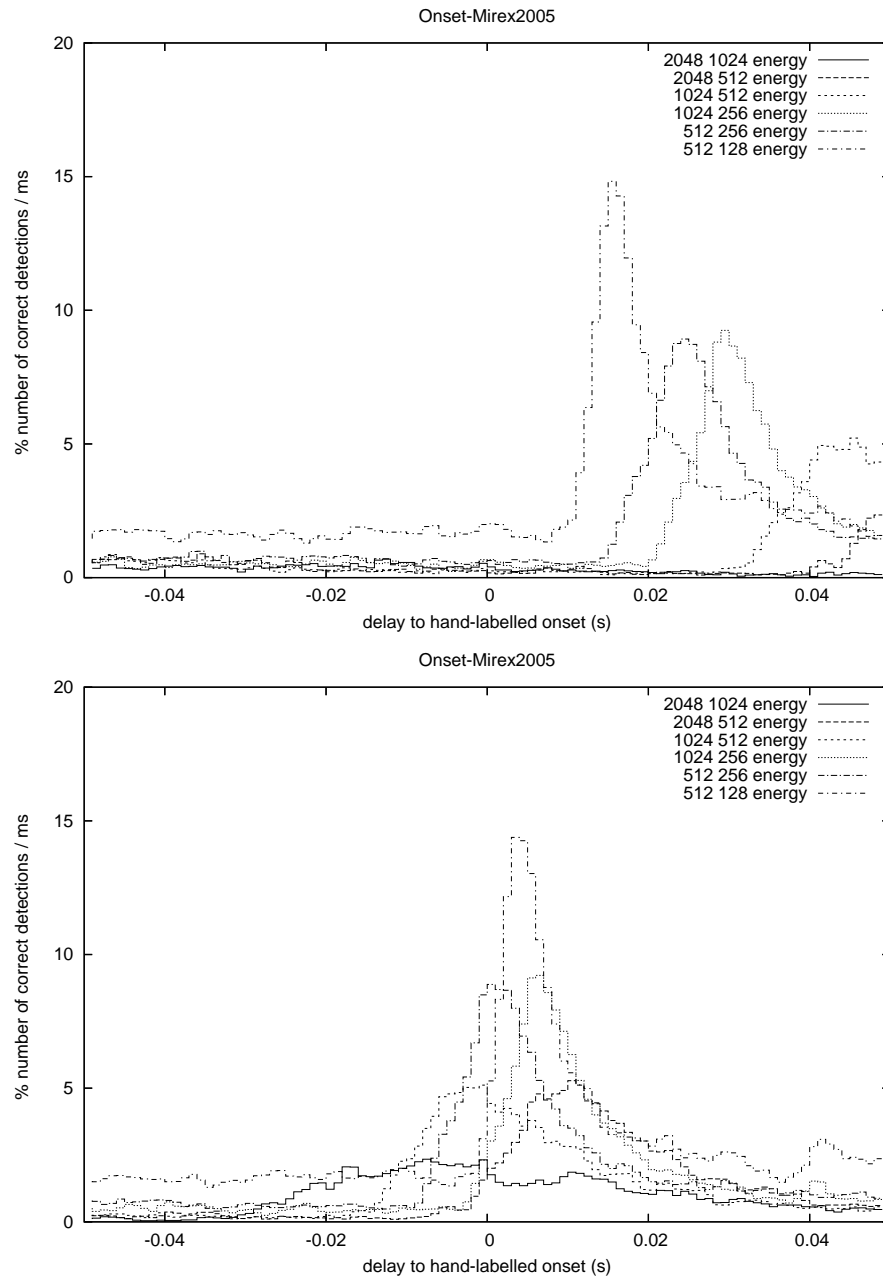 Onset-Mirex2005
20
15
10
5
0
% number of correct detections / ms
2048 1024 energy
2048 512 energy
1024 512 energy
1024 256 energy
512 256 energy
512 128 energy
-0.04 -0.02 0 0.02 0.04
delay to hand-labelled onset (s)
Onset-Mirex2005
20
15
10
5
0
% number of correct detections / ms
2048 1024 energy
2048 512 energy
1024 512 energy
1024 256 energy
512 256 energy
512 128 energy
-0.04 -0.02 0 0.02 0.04
delay to hand-labelled onset (s)